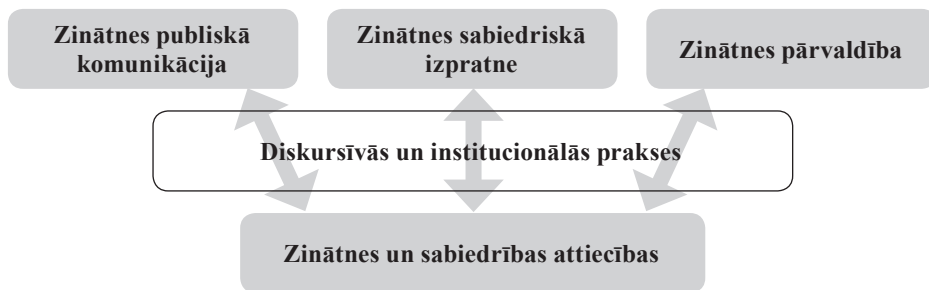 Zinātnes publiskā
komunikācija
Zinātnes sabiedriskā
izpratne
Zinātnes pārvaldība
Diskursīvās un institucionālās prakses
Zinātnes un sabiedrības attiecības